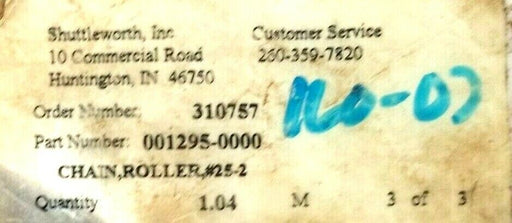 Shuttleworth, Inc Customer Service
10 Commercial Road 260-359-7820
Huntington, IN 46750
Order Number: 310757
Part Number: 001295-0000
CHAIN,ROLLER,#25-2
Quantity 1.04 M 3 of 3